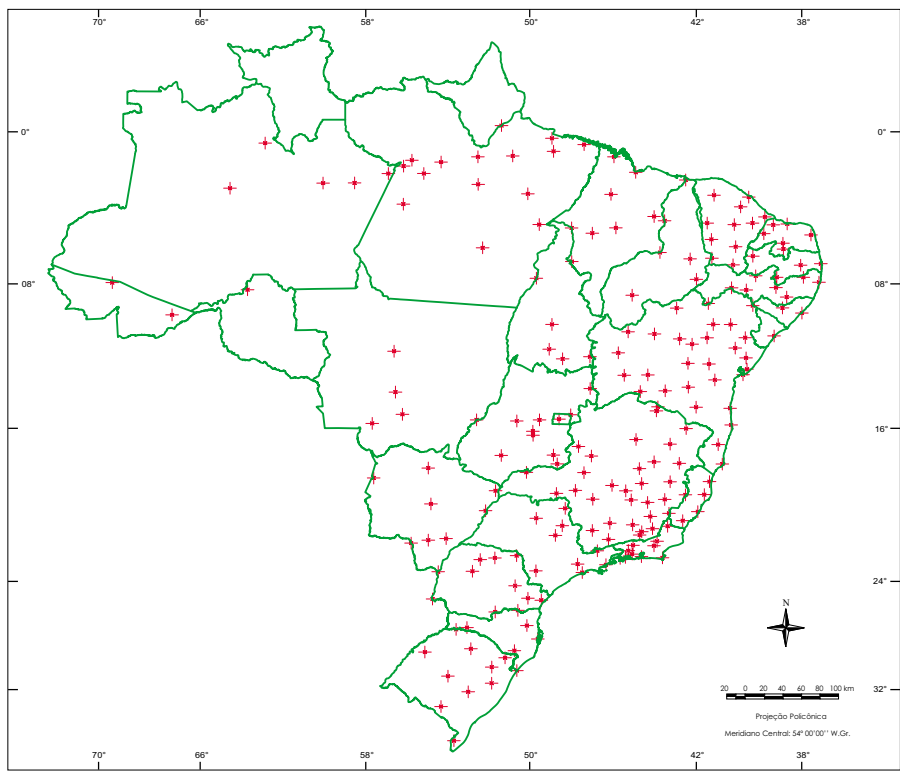 70° 66° 58° 50° 42° 38°
0° 0°
08° 08°
16° 16°
24° 24°
N
32° 32°
20 0 20 40 60 80 100 km
Projeção Policônica
Meridiano Central: 54° 00'00'' W.Gr.
70° 66° 58° 50° 42° 38°